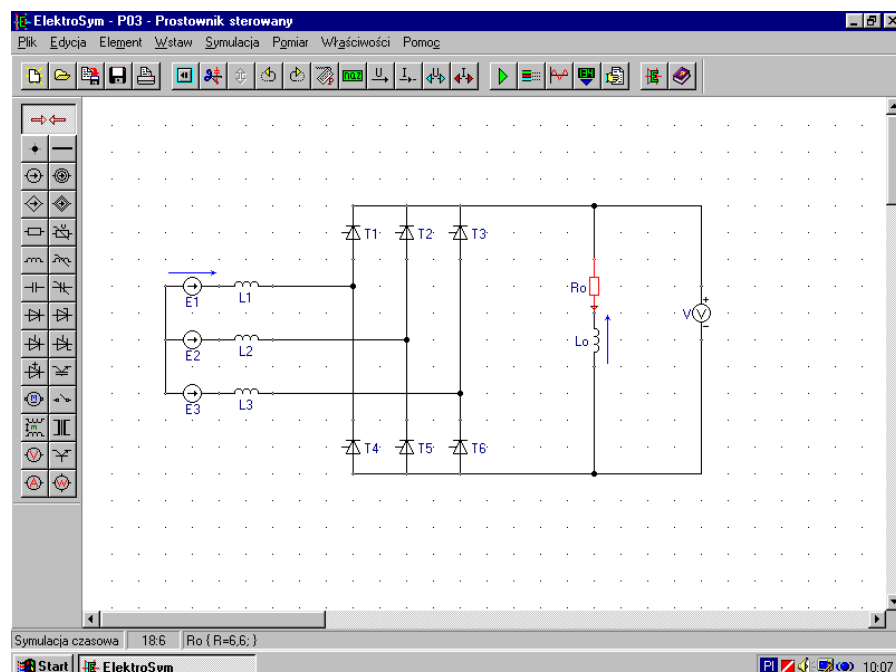 ElektroSym - P03 - Prostownik sterowany
Plik Edycja Element Wstaw Symulacja Pomiar Właściwości Pomoc
T1 T2 T3
E1 L1
Ro
V
V
+
−
E2 L2
Lo
E3 L3
T4 T5 T6
Symulacja czasowa 18:6 Ro { R=6,6; }
Start ElektroSym Pl 10:07